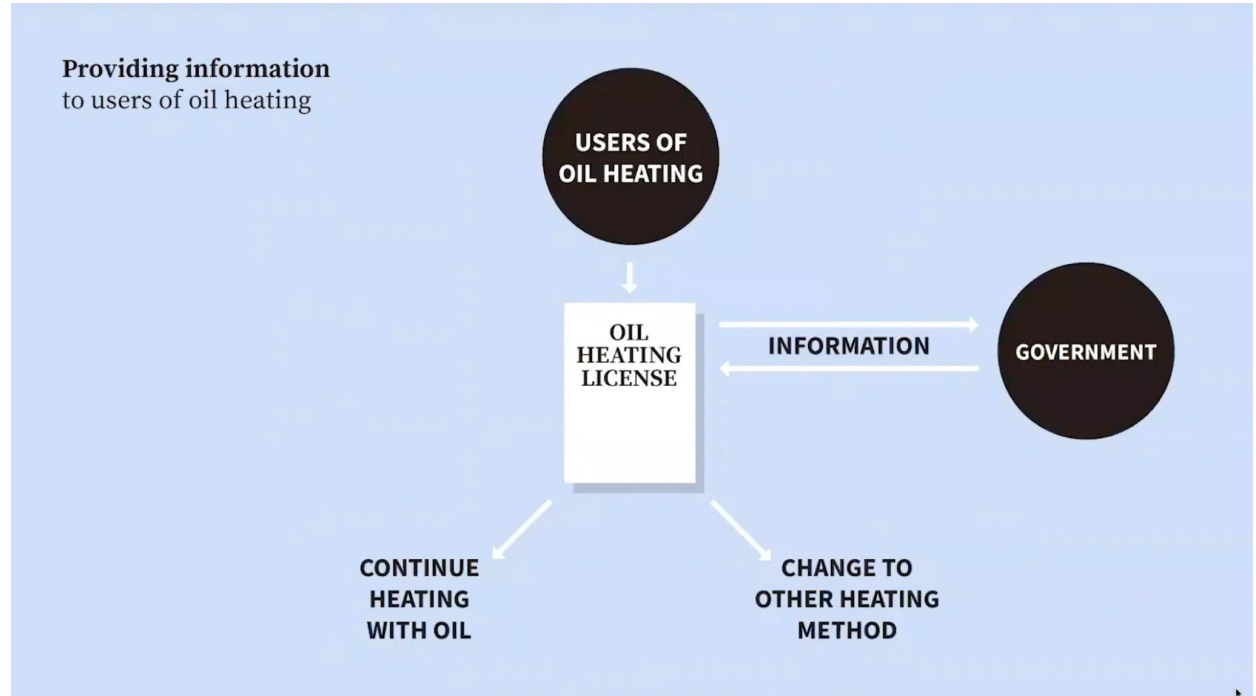 Providing information
to users of oil heating
USERS OF
OIL HEATING
OIL
HEATING
LICENSE
INFORMATION
GOVERNMENT
CONTINUE
HEATING
WITH OIL
CHANGE TO
OTHER HEATING
METHOD